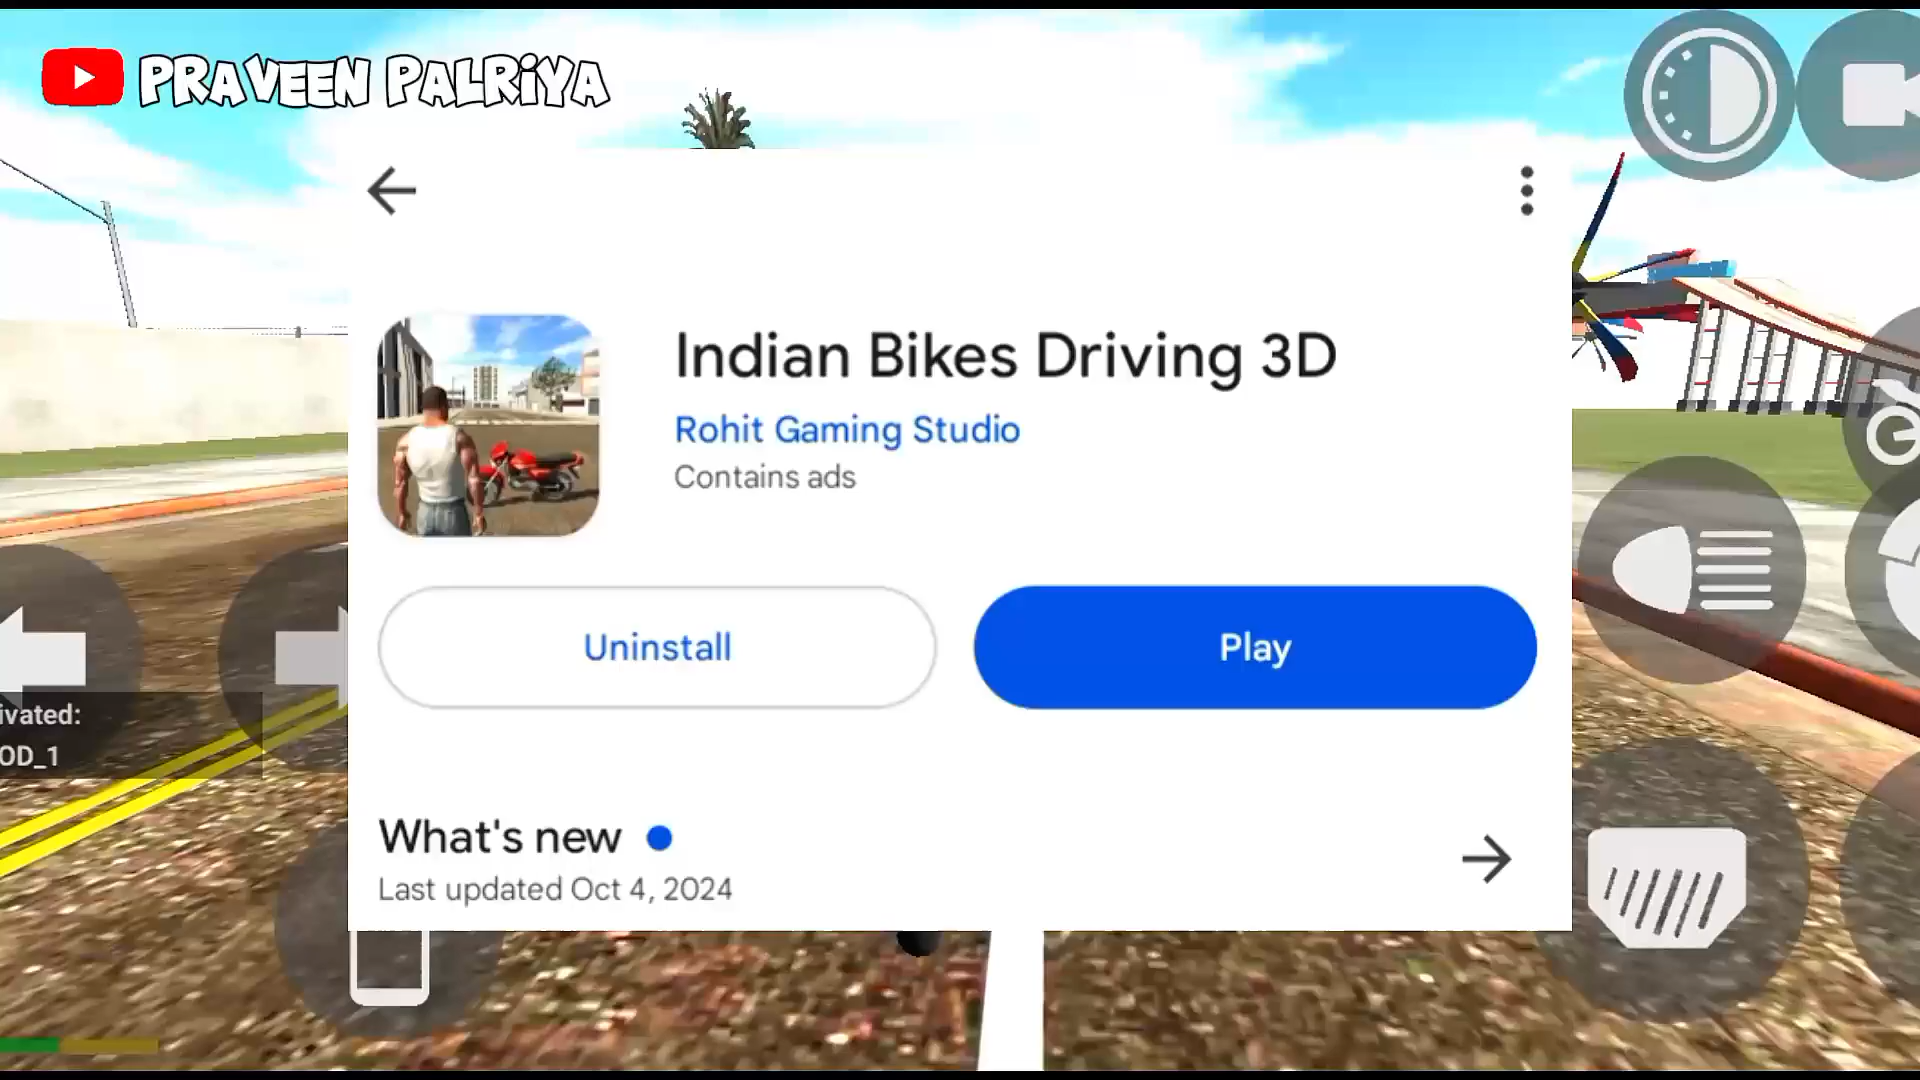 PRAVEEN PALRiYA
Indian Bikes Driving 3D
Rohit Gaming Studio
Contains ads
Uninstall
Play
ivated:
OD_1
What's new
Last updated Oct 4, 2024